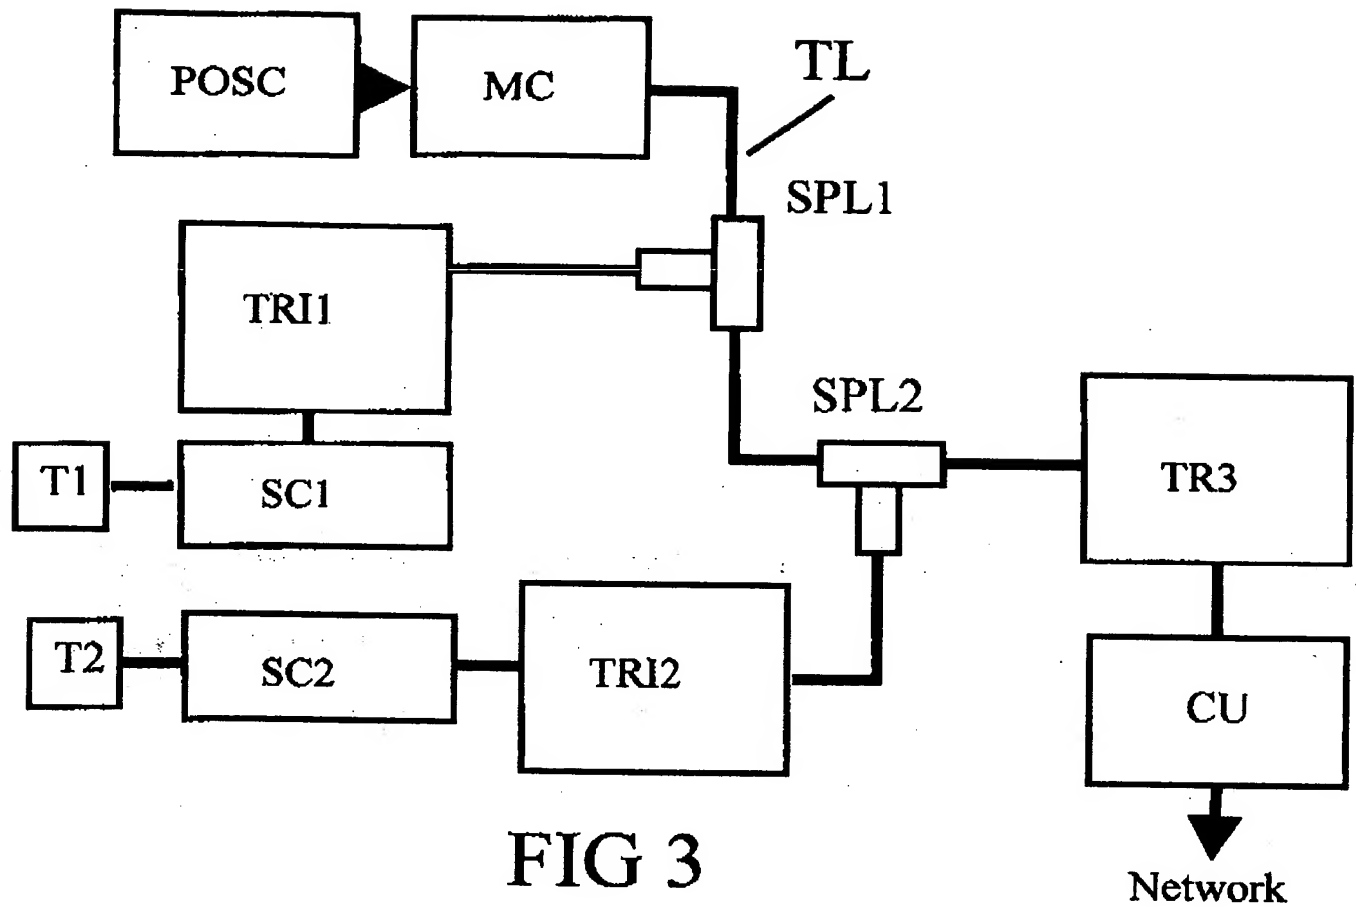 POSC
MC
TL
SPL1
TRI1
SPL2
T1
SC1
TR3
T2
SC2
TRI2
CU
FIG 3
Network